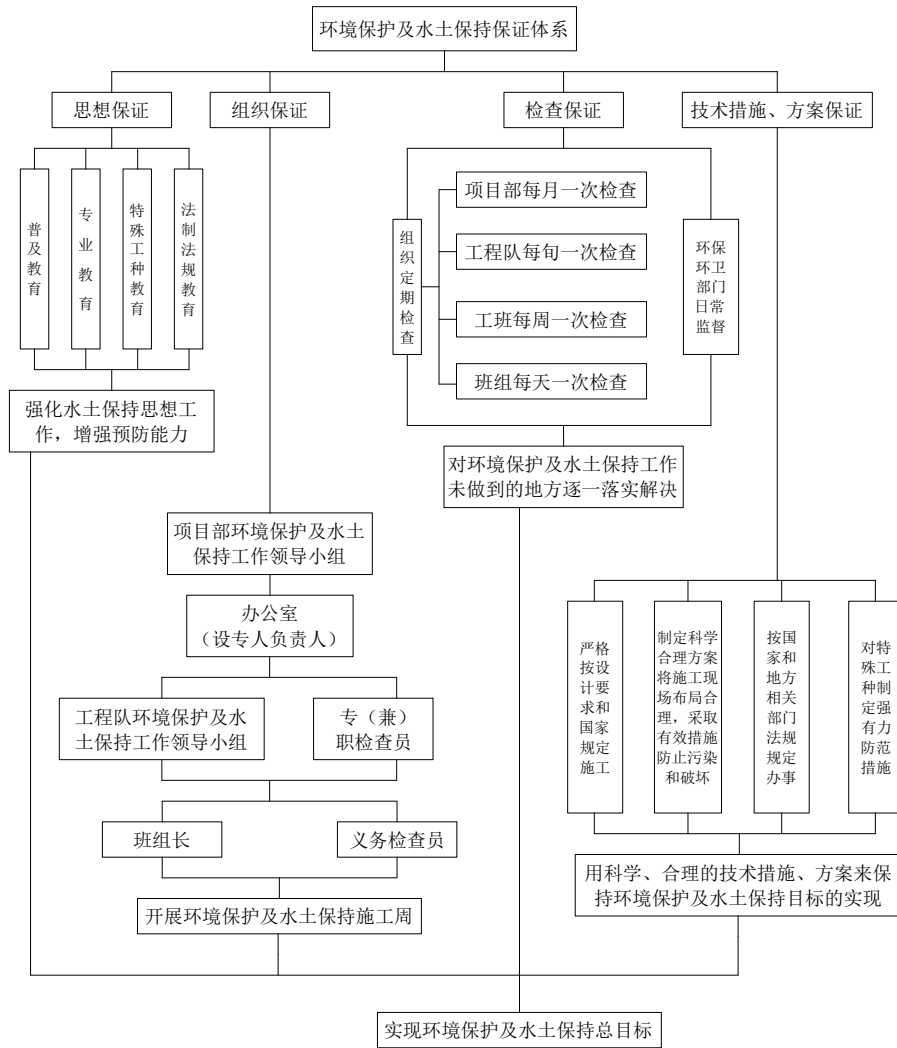 环境保护及水土保持保证体系
思想保证
组织保证
检查保证
技术措施、方案保证
普及教育
专业教育
特殊工种教育
法制法规教育
组织定期检查
项目部每月一次检查
工程队每旬一次检查
工班每周一次检查
班组每天一次检查
环保
环卫
部门
日常
监督
强化水土保持思想工
作，增强预防能力
对环境保护及水土保持工作
未做到的地方逐一落实解决
项目部环境保护及水土
保持工作领导小组
办公室
（设专人负责人）
工程队环境保护及水
土保持工作领导小组
专（兼）
职检查员
班组长
义务检查员
开展环境保护及水土保持施工周
严格
按设
计要
求和
国家
规定
施工
制定科学
合理方案
将施工现
场布局合
理，采取
有效措施
防止污染
和破坏
按国
家和
地方
相关
部门
法规
规定
办事
对特
殊工
种制
定强
有力
防范
措施
用科学、合理的技术措施、方案来保
持环境保护及水土保持目标的实现
实现环境保护及水土保持总目标